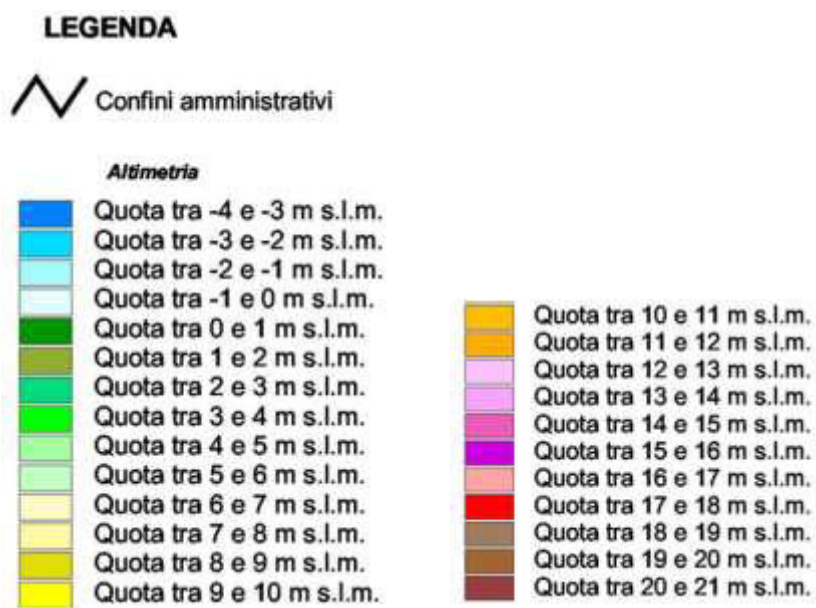 LEGENDA
Confini amministrativi
Altimetria
Quota tra -4 e -3 m s.l.m.
Quota tra -3 e -2 m s.l.m.
Quota tra -2 e -1 m s.l.m.
Quota tra -1 e 0 m s.l.m.
Quota tra 0 e 1 m s.l.m.
Quota tra 1 e 2 m s.l.m.
Quota tra 2 e 3 m s.l.m.
Quota tra 3 e 4 m s.l.m.
Quota tra 4 e 5 m s.l.m.
Quota tra 5 e 6 m s.l.m.
Quota tra 6 e 7 m s.l.m.
Quota tra 7 e 8 m s.l.m.
Quota tra 8 e 9 m s.l.m.
Quota tra 9 e 10 m s.l.m.
Quota tra 10 e 11 m s.l.m.
Quota tra 11 e 12 m s.l.m.
Quota tra 12 e 13 m s.l.m.
Quota tra 13 e 14 m s.l.m.
Quota tra 14 e 15 m s.l.m.
Quota tra 15 e 16 m s.l.m.
Quota tra 16 e 17 m s.l.m.
Quota tra 17 e 18 m s.l.m.
Quota tra 18 e 19 m s.l.m.
Quota tra 19 e 20 m s.l.m.
Quota tra 20 e 21 m s.l.m.